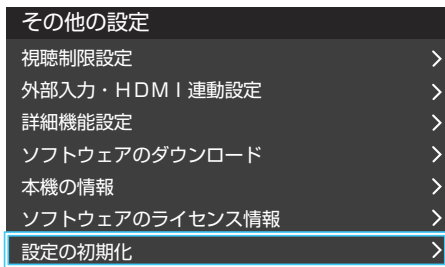 その他の設定
視聴制限設定
外部入力・ＨＤＭＩ連動設定
詳細機能設定
ソフトウェアのダウンロード
本機の情報
ソフトウェアのライセンス情報
設定の初期化